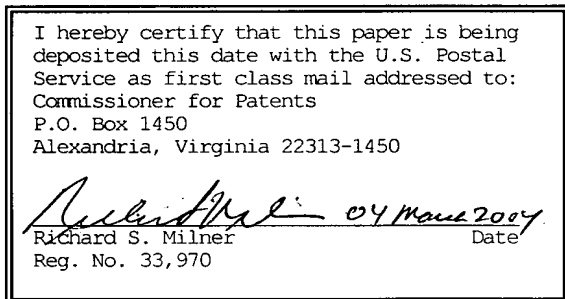 I hereby certify that this paper is being
deposited this date with the U.S. Postal
Service as first class mail addressed to:
Commissioner for Patents
P.O. Box 1450
Alexandria, Virginia 22313-1450
04 March 2004
Richard S. Milner Date
Reg. No. 33,970